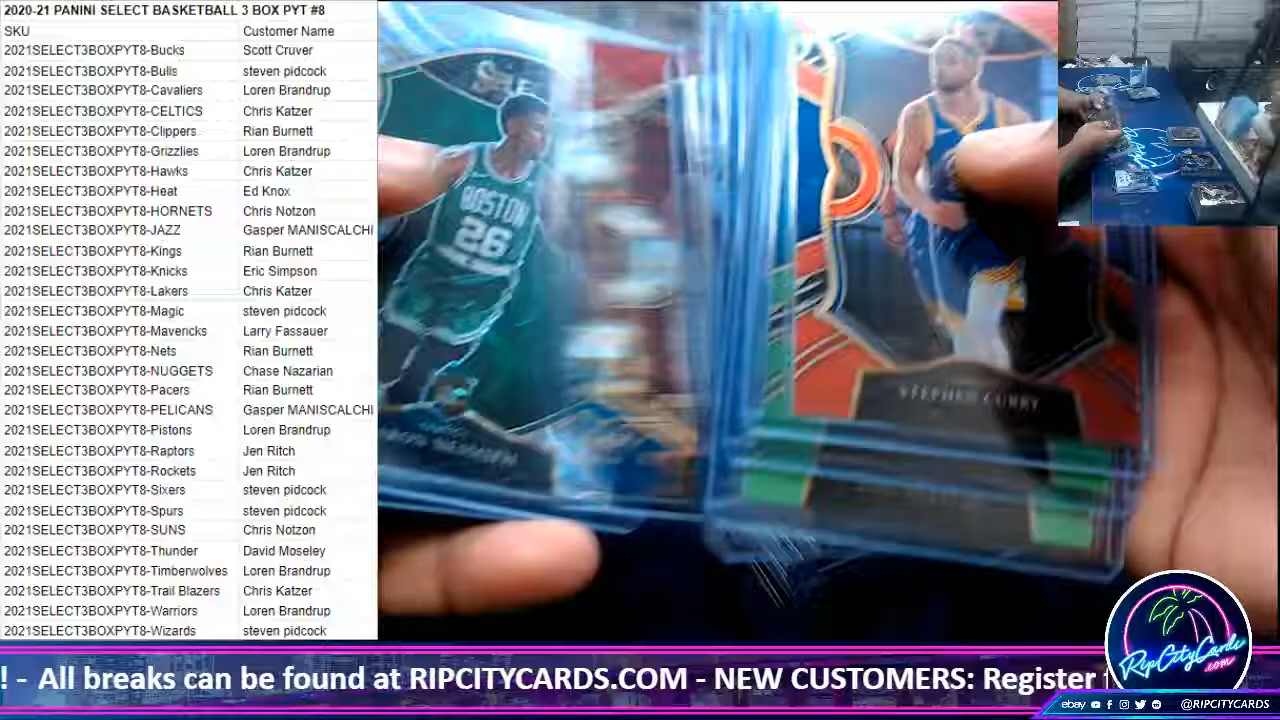 2020-21 PANINI SELECT BASKETBALL 3 BOX PYT #8
SKU Customer Name
2021SELECT3BOXPYT8-Bucks Scott Cruver
2021SELECT3BOXPYT8-Bulls steven pidcock
2021SELECT3BOXPYT8-Cavaliers Loren Brandrup
2021SELECT3BOXPYT8-CELTICS Chris Katzer
2021SELECT3BOXPYT8-Clippers Rian Burnett
2021SELECT3BOXPYT8-Grizzlies Loren Brandrup
2021SELECT3BOXPYT8-Hawks Chris Katzer
2021SELECT3BOXPYT8-Heat Ed Knox
2021SELECT3BOXPYT8-HORNETS Chris Notzon
2021SELECT3BOXPYT8-JAZZ Gasper MANISCALCHI
2021SELECT3BOXPYT8-Kings Rian Burnett
2021SELECT3BOXPYT8-Knicks Eric Simpson
2021SELECT3BOXPYT8-Lakers Chris Katzer
2021SELECT3BOXPYT8-Magic steven pidcock
2021SELECT3BOXPYT8-Mavericks Larry Fassauer
2021SELECT3BOXPYT8-Nets Rian Burnett
2021SELECT3BOXPYT8-NUGGETS Chase Nazarian
2021SELECT3BOXPYT8-Pacers Rian Burnett
2021SELECT3BOXPYT8-PELICANS Gasper MANISCALCHI
2021SELECT3BOXPYT8-Pistons Loren Brandrup
2021SELECT3BOXPYT8-Raptors Jen Ritch
2021SELECT3BOXPYT8-Rockets Jen Ritch
2021SELECT3BOXPYT8-Sixers steven pidcock
2021SELECT3BOXPYT8-Spurs steven pidcock
2021SELECT3BOXPYT8-SUNS Chris Notzon
2021SELECT3BOXPYT8-Thunder David Moseley
2021SELECT3BOXPYT8-Timberwolves Loren Brandrup
2021SELECT3BOXPYT8-Trail Blazers Chris Katzer
2021SELECT3BOXPYT8-Warriors Loren Brandrup
2021SELECT3BOXPYT8-Wizards steven pidcock
BOSTON
26
STEPHEN CURRY
! - All breaks can be found at RIPCITYCARDS.COM - NEW CUSTOMERS: Register
RipCityCards
.com
ebay @RIPCITYCARDS